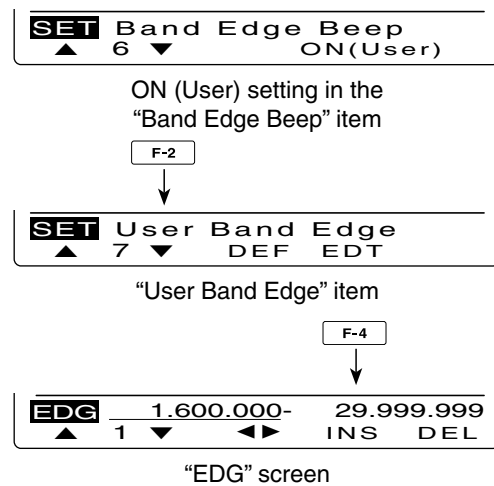 SET Band Edge Beep
▲ 6 ▼ ON(User)
ON (User) setting in the
“Band Edge Beep” item
F-2
SET User Band Edge
▲ 7 ▼ DEF EDT
“User Band Edge” item
F-4
EDG 1.600.000- 29.999.999
▲ 1 ▼ ◀▶ INS DEL
“EDG” screen